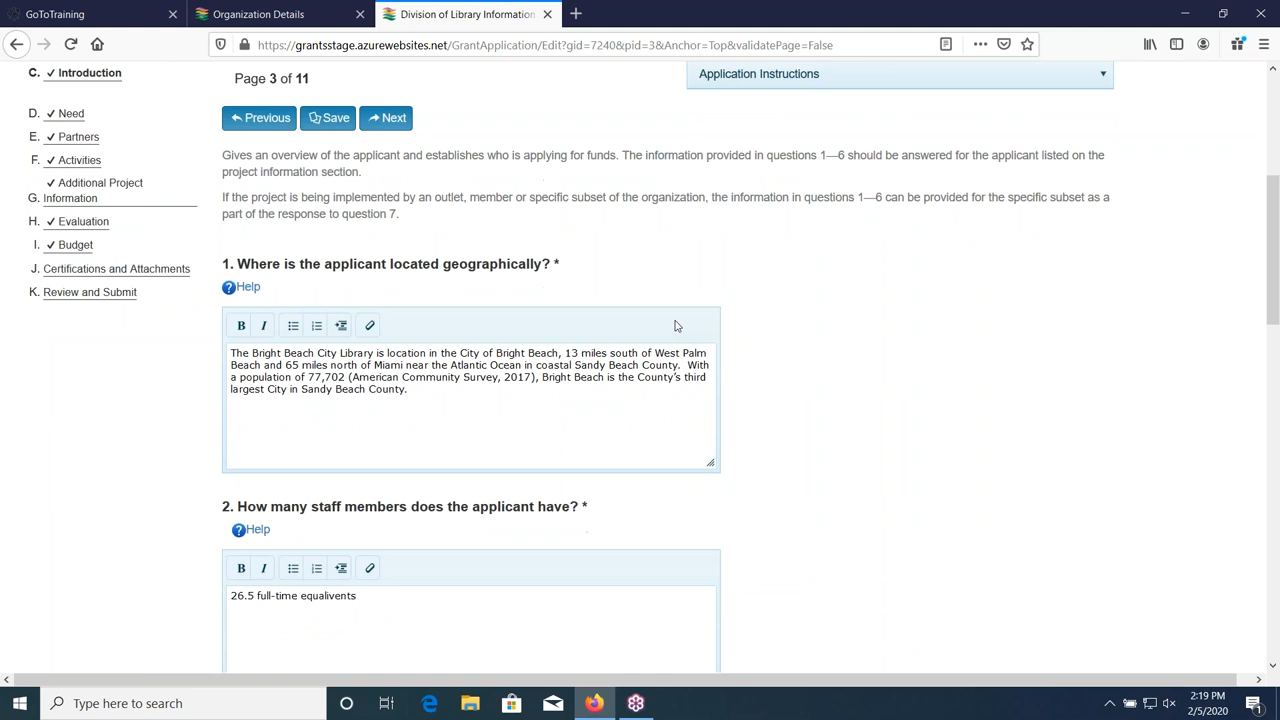 GoToTraining
Organization Details
Division of Library Information
https://grantsstage.azurewebsites.net/GrantApplication/Edit?gid=7240&pid=3&Anchor=Top&validatePage=False
C. ✓ Introduction
D. ✓ Need
E. ✓ Partners
F. ✓ Activities
✓ Additional Project
G. Information
H. ✓ Evaluation
I. ✓ Budget
J. Certifications and Attachments
K. Review and Submit
Page 3 of 11
Application Instructions
Previous Save Next
Gives an overview of the applicant and establishes who is applying for funds. The information provided in questions 1—6 should be answered for the applicant listed on the
project information section.
If the project is being implemented by an outlet, member or specific subset of the organization, the information in questions 1—6 can be provided for the specific subset as a
part of the response to question 7.
1. Where is the applicant located geographically? *
?Help
B I
The Bright Beach City Library is location in the City of Bright Beach, 13 miles south of West Palm
Beach and 65 miles north of Miami near the Atlantic Ocean in coastal Sandy Beach County. With
a population of 77,702 (American Community Survey, 2017), Bright Beach is the County's third
largest City in Sandy Beach County.
2. How many staff members does the applicant have? *
?Help
B I
26.5 full-time equalivents
Type here to search
2:19 PM
2/5/2020
1